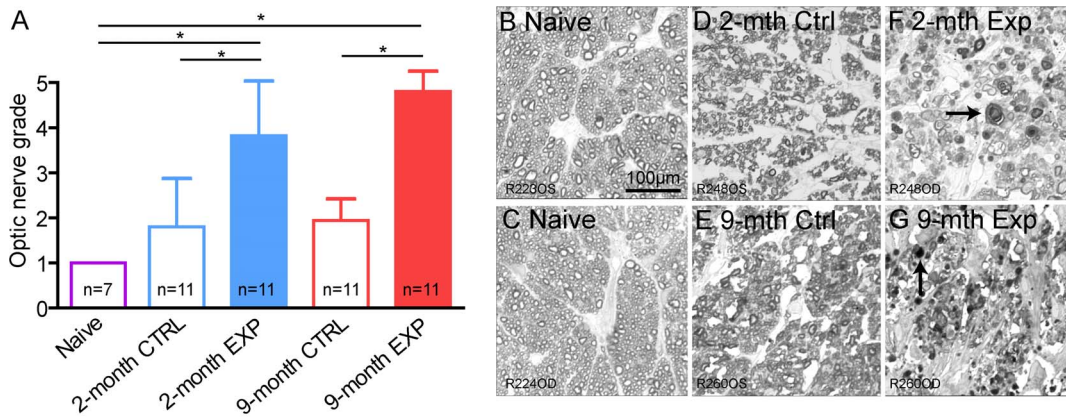 A
*
*
*
*
Optic nerve grade
5
4
3
2
1
0
n=7
n=11
n=11
n=11
n=11
Naive
2-month CTRL
2-month EXP
9-month CTRL
9-month EXP
B Naive
100µm
R223OS
D 2-mth Ctrl
R248OS
F 2-mth Exp
R248OD
C Naive
R224OD
E 9-mth Ctrl
R260OS
G 9-mth Exp
R260OD